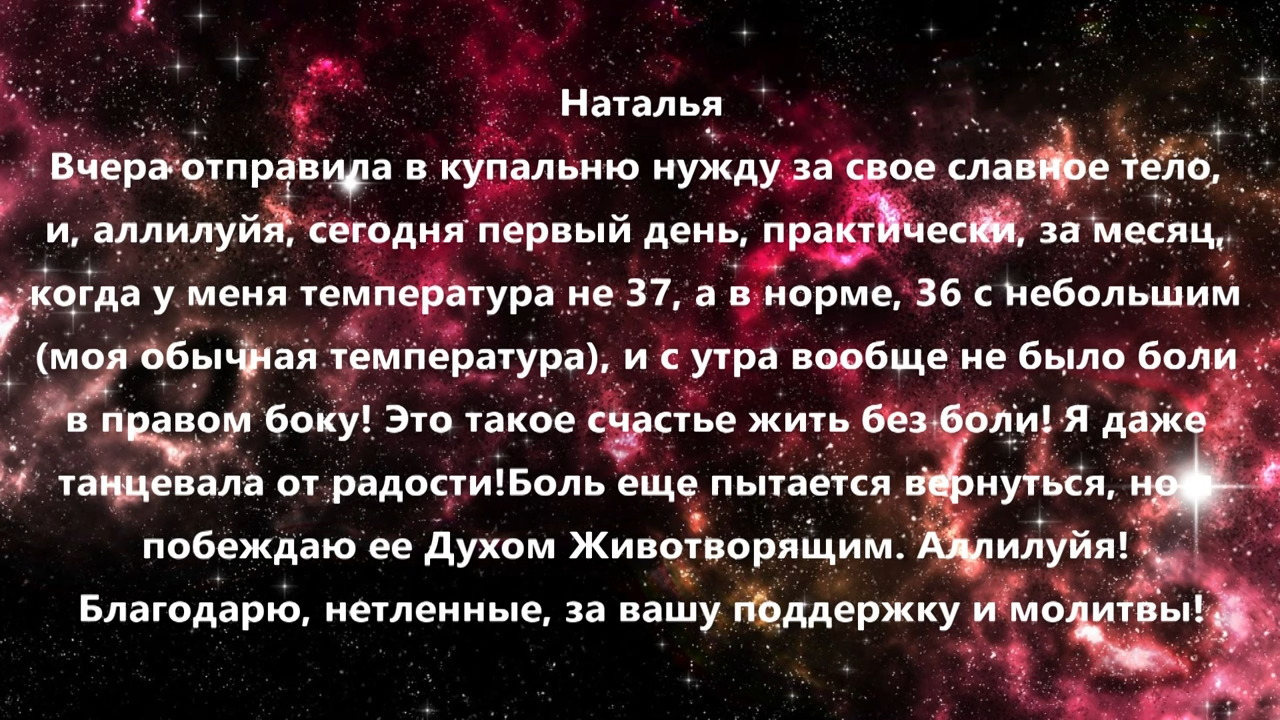 Наталья
Вчера отправила в купальню нужду за свое славное тело,
и, аллилуйя, сегодня первый день, практически, за месяц,
когда у меня температура не 37, а в норме, 36 с небольшим
(моя обычная температура), и с утра вообще не было боли
в правом боку! Это такое счастье жить без боли! Я даже
танцевала от радости!Боль еще пытается вернуться, но
побеждаю ее Духом Животворящим. Аллилуйя!
Благодарю, нетленные, за вашу поддержку и молитвы!